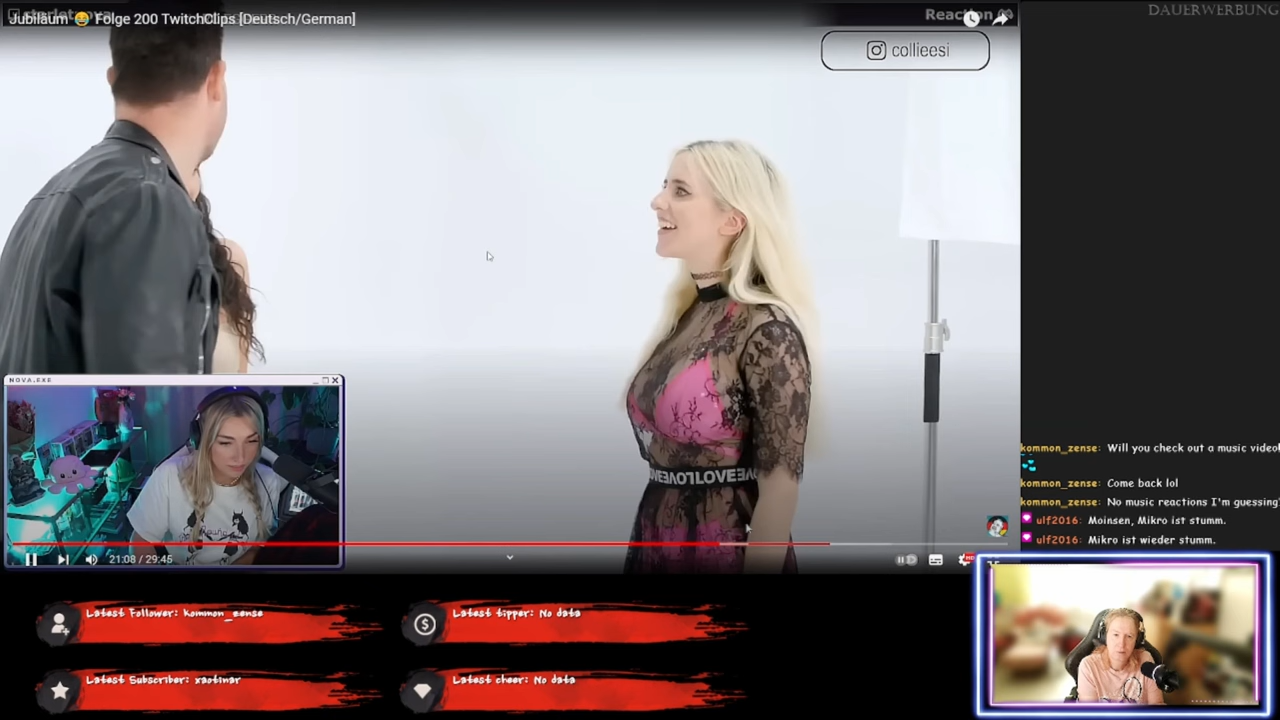 Jubiläum 😂 Folge 200 TwitchClips [Deutsch/German]
Reaction
DAUERWERBUNG
collieesi
NOVA.EXE
LOVE
21:08 / 29:45
kommon_zense: Will you check out a music video
kommon_zense: Come back lol
kommon_zense: No music reactions I'm guessing?
ulf2016: Moinsen, Mikro ist stumm.
ulf2016: Mikro ist wieder stumm.
Latest Follower: Kommon_zense
Latest tipper: No data
Latest Subscriber: xaotinar
Latest cheer: No data